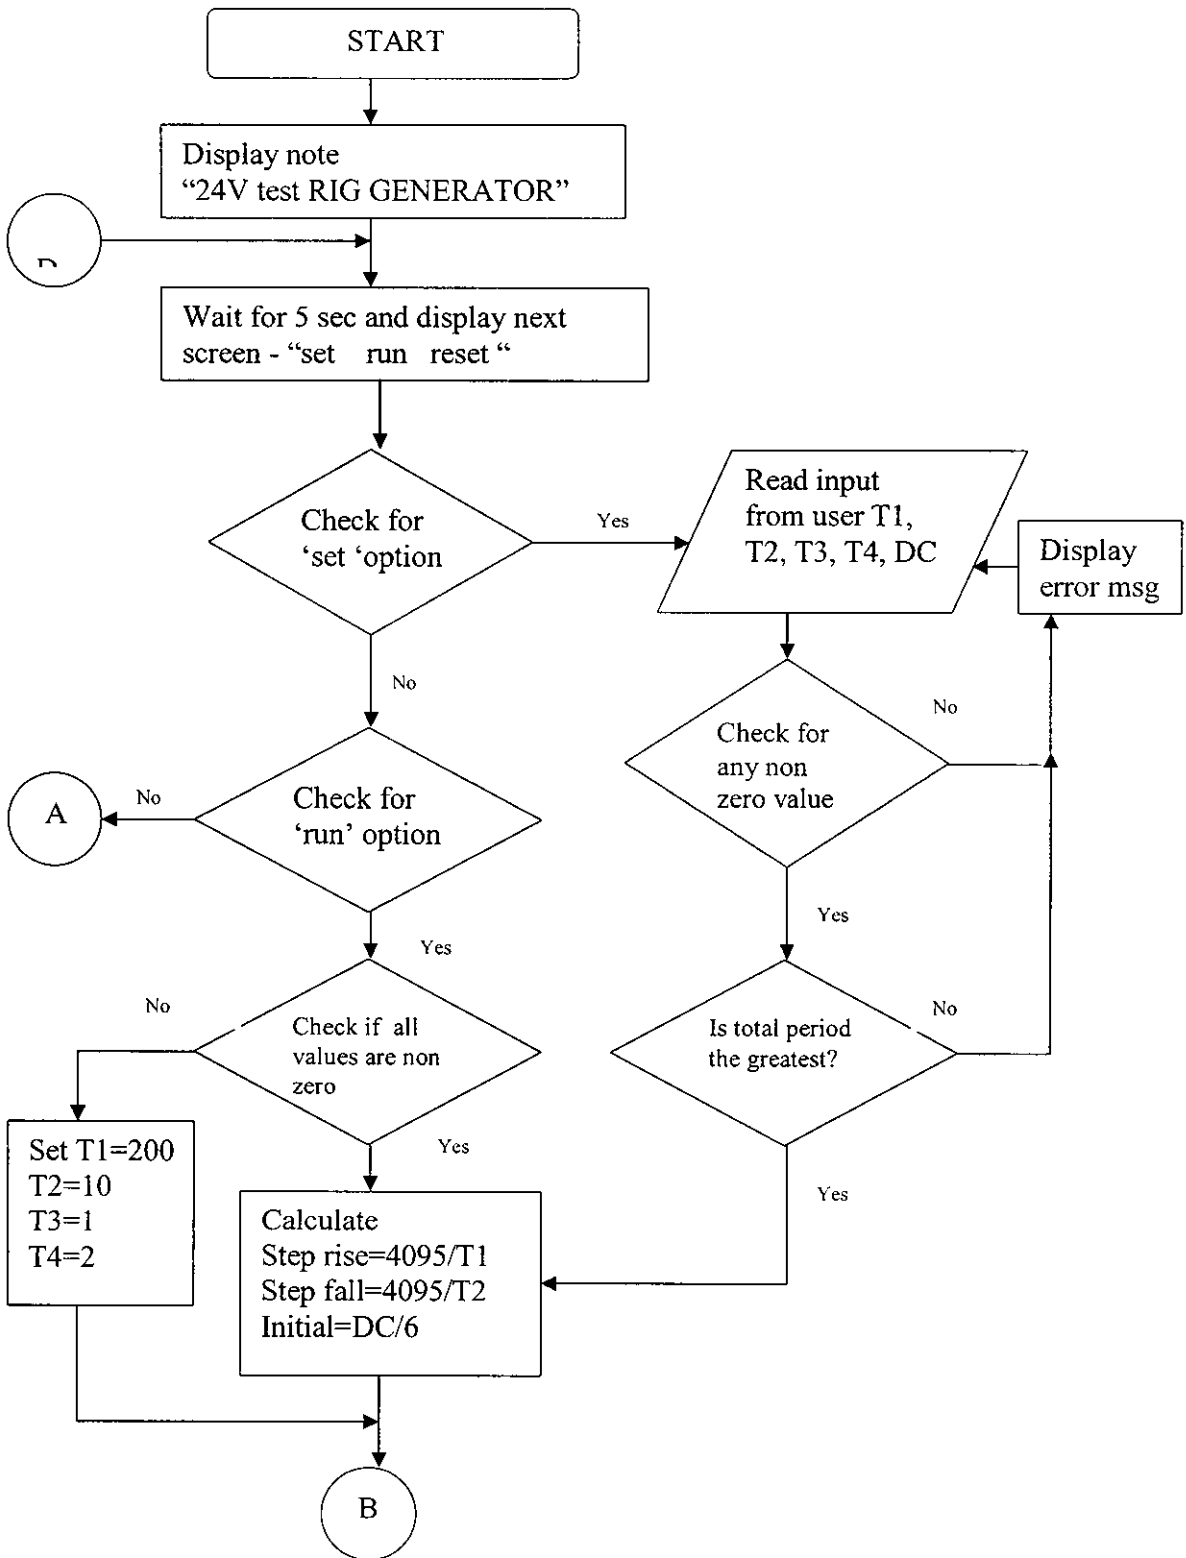 START
Display note
“24V test RIG GENERATOR”
Wait for 5 sec and display next
screen - “set run reset “
Check for
‘set ‘option
Yes
Read input
from user T1,
T2, T3, T4, DC
Display
error msg
No
Check for
any non
zero value
No
A
No
Check for
‘run’ option
Yes
Yes
Check if all
values are non
zero
No
Is total period
the greatest?
No
Set T1=200
T2=10
T3=1
T4=2
Yes
Yes
Calculate
Step rise=4095/T1
Step fall=4095/T2
Initial=DC/6
B